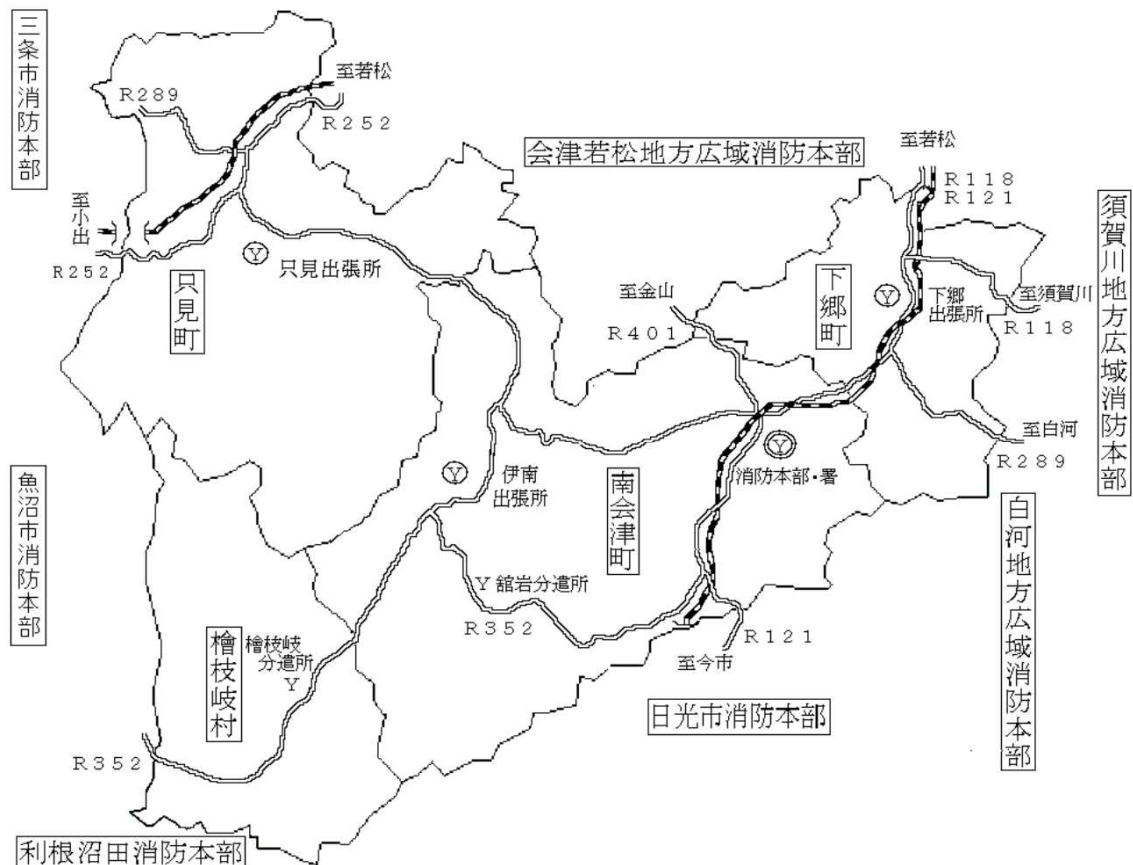 三条市消防本部
至若松
R289
R252
会津若松地方広域消防本部
至若松
R118
R121
須賀川地方広域消防本部
至小出
R252
Y
只見出張所
只見町
下郷町
Y
下郷
出張所
至須賀川
R118
至金山
R401
至白河
R289
魚沼市消防本部
Y
伊南
出張所
南会津町
Y
消防本部・署
白河地方広域消防本部
Y 舘岩分遣所
R352
R121
至今市
檜枝岐村
檜枝岐
分遣所
Y
日光市消防本部
R352
利根沼田消防本部